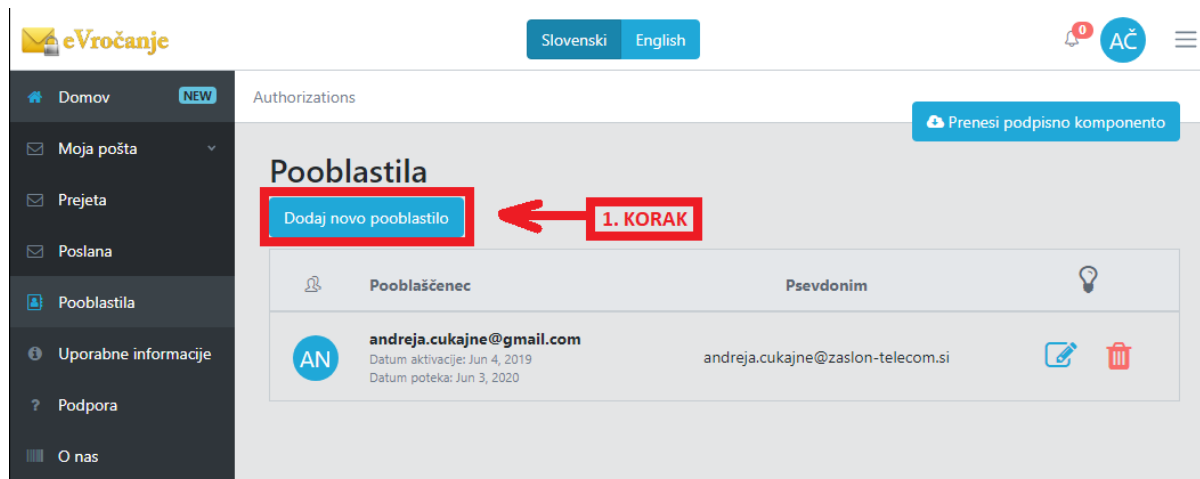 eVročanje
Slovenski English
0
AČ
Domov NEW
Moja pošta
Prejeta
Poslana
Pooblastila
Uporabne informacije
Podpora
O nas
Authorizations
Prenesi podpisno komponento
Pooblastila
Dodaj novo pooblastilo
1. KORAK
Pooblaščenec Psevdonim
AN
andreja.cukajne@gmail.com
Datum aktivacije: Jun 4, 2019
Datum poteka: Jun 3, 2020
andreja.cukajne@zaslon-telecom.si